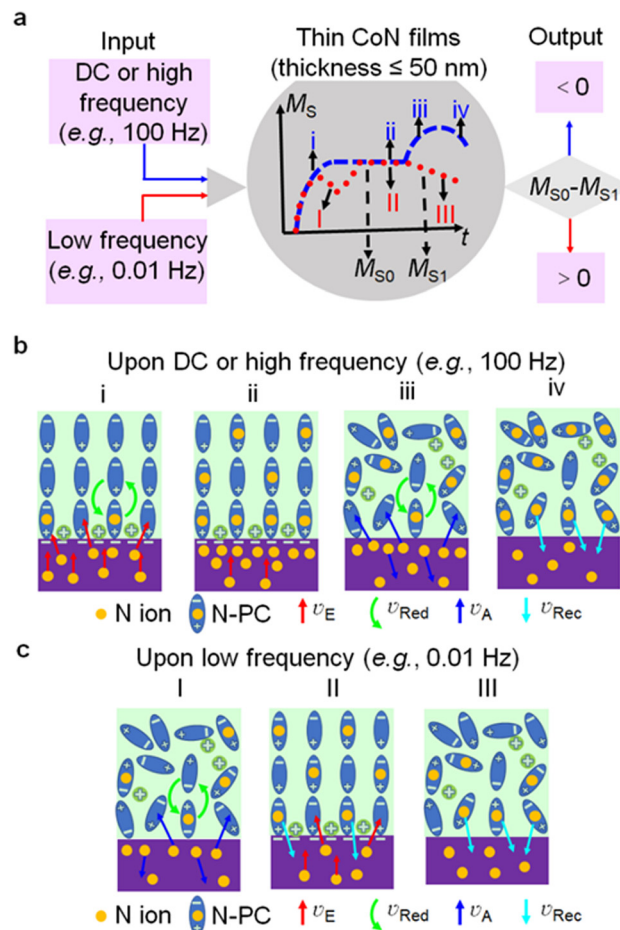 a
Input
Thin CoN films
Output
DC or high
frequency
(e.g., 100 Hz)
(thickness ≤ 50 nm)
< 0
Low frequency
(e.g., 0.01 Hz)
M_S
i
ii
iii
iv
I
II
III
t
M_S0
M_S1
M_S0-M_S1
> 0
b
Upon DC or high frequency (e.g., 100 Hz)
i ii iii iv
N ion N-PC v_E v_Red v_A v_Rec
c
Upon low frequency (e.g., 0.01 Hz)
I II III
N ion N-PC v_E v_Red v_A v_Rec